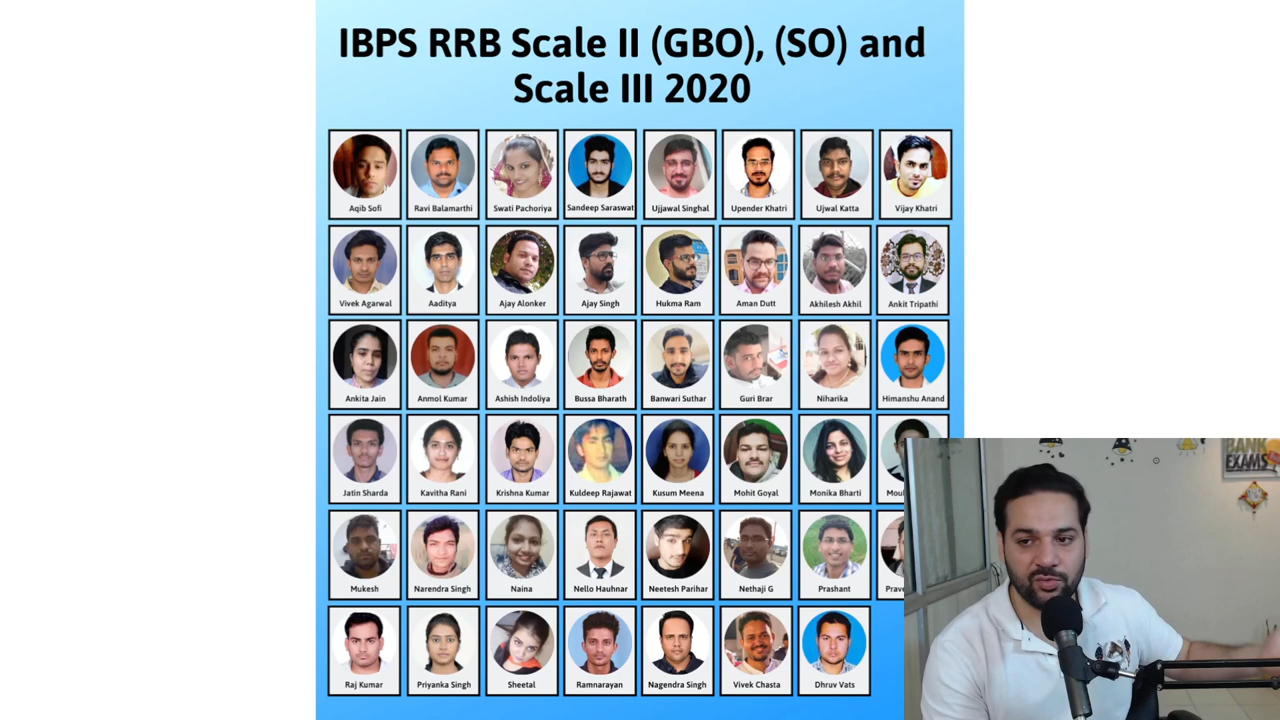 IBPS RRB Scale II (GBO), (SO) and
Scale III 2020
Aqib Sofi
Ravi Balamarthi
Swati Pachoriya
Sandeep Saraswat
Ujjawal Singhal
Upender Khatri
Ujwal Katta
Vijay Khatri
Vivek Agarwal
Aaditya
Ajay Alonker
Ajay Singh
Hukma Ram
Aman Dutt
Akhilesh Akhil
Ankit Tripathi
Ankita Jain
Anmol Kumar
Ashish Indoliya
Bussa Bharath
Banwari Suthar
Guri Brar
Niharika
Himanshu Anand
Jatin Sharda
Kavitha Rani
Krishna Kumar
Kuldeep Rajawat
Kusum Meena
Mohit Goyal
Monika Bharti
Mukesh
Narendra Singh
Naina
Nello Hauhnar
Neetesh Parihar
Nethaji G
Prashant
Raj Kumar
Priyanka Singh
Sheetal
Ramnarayan
Nagendra Singh
Vivek Chasta
Dhruv Vats
BANK
EXAMS